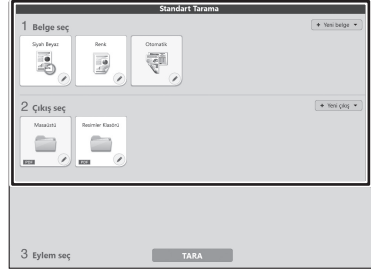 Standart Tarama
1 Belge seç
+ Yeni belge
Siyah Beyaz
Renk
Otomatik
2 Çıkış seç
+ Yeni çıkış
Masaüstü
Resimler Klasörü
PDF
PDF
3 Eylem seç
TARA